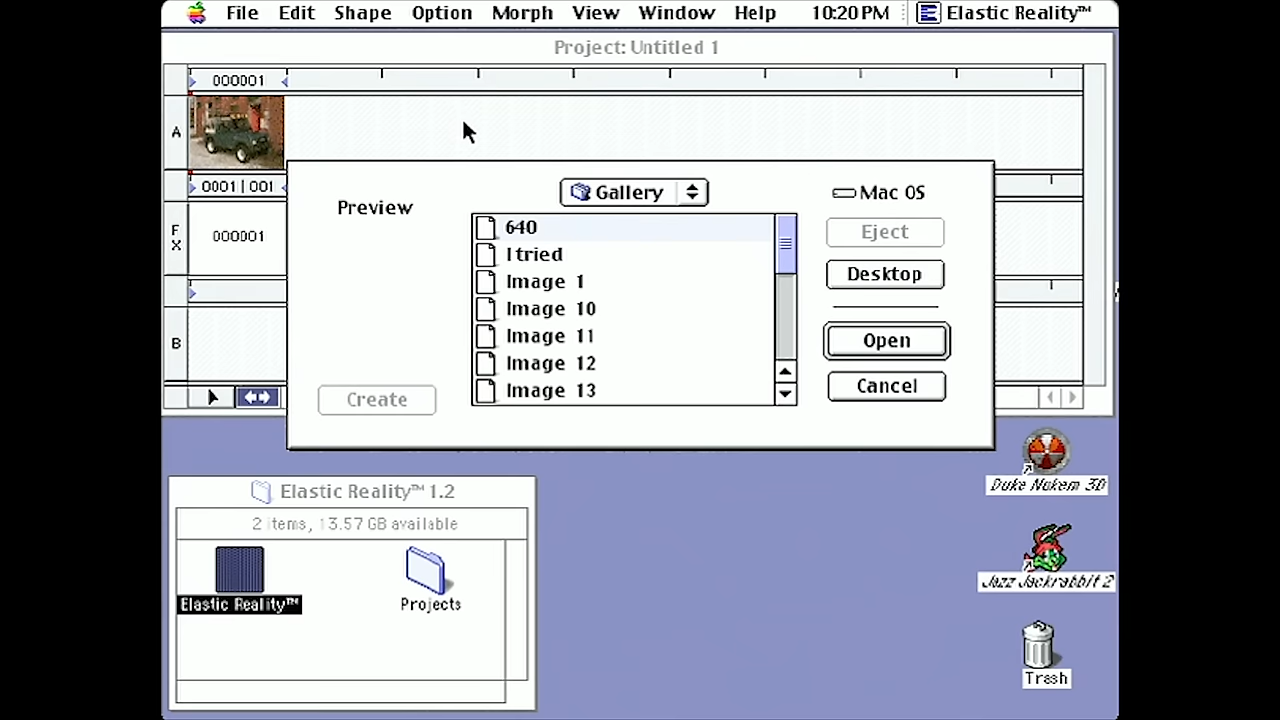 File Edit Shape Option Morph View Window Help 10:20 PM Elastic Reality™
Project: Untitled 1
000001
A
0001 | 001
F
X
000001
B
Preview
Gallery
Mac OS
640
I tried
Image 1
Image 10
Image 11
Image 12
Image 13
Eject
Desktop
Open
Cancel
Create
Duke Nukem 3D
Elastic Reality™ 1.2
2 items, 13.57 GB available
Elastic Reality™
Projects
Jazz Jackrabbit 2
Trash